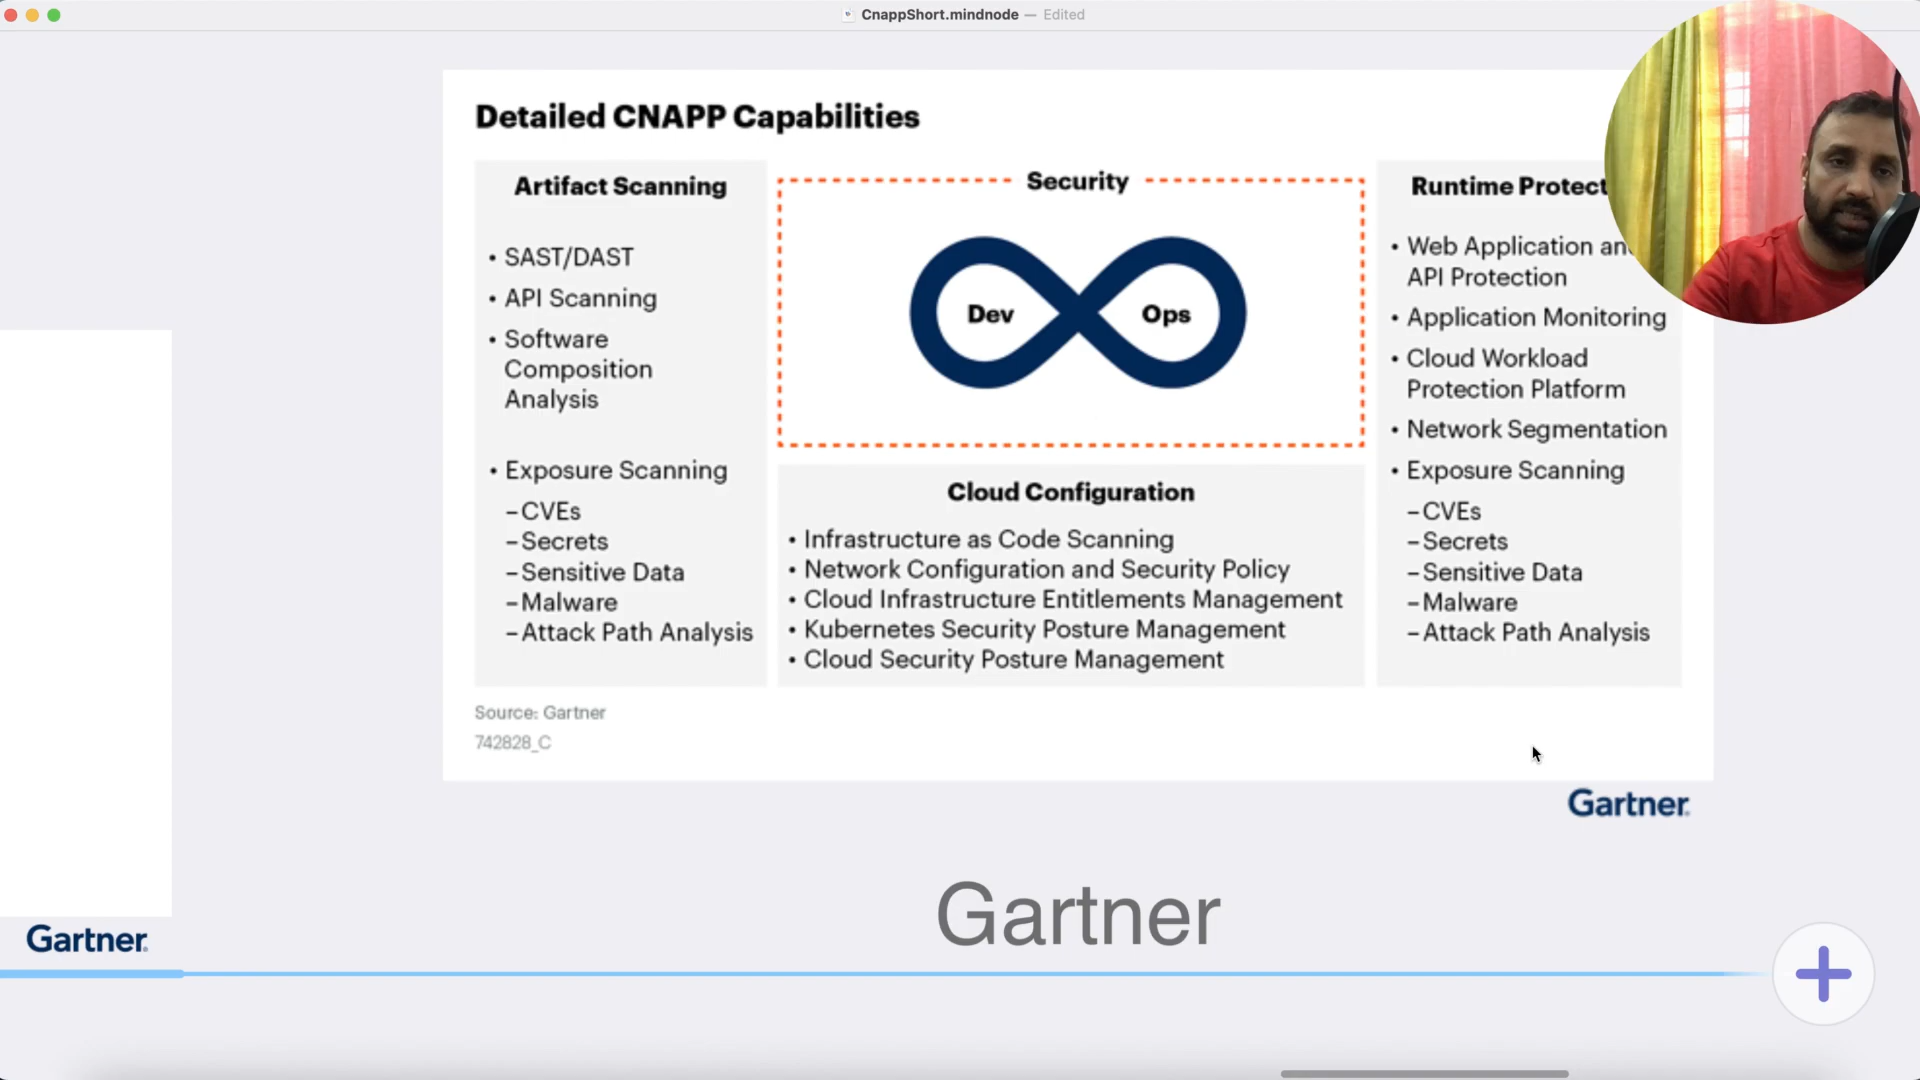 CnappShort.mindnode — Edited
Detailed CNAPP Capabilities
Artifact Scanning
• SAST/DAST
• API Scanning
• Software
Composition
Analysis
• Exposure Scanning
–CVEs
–Secrets
–Sensitive Data
–Malware
–Attack Path Analysis
Security
Dev
Ops
Cloud Configuration
• Infrastructure as Code Scanning
• Network Configuration and Security Policy
• Cloud Infrastructure Entitlements Management
• Kubernetes Security Posture Management
• Cloud Security Posture Management
Runtime Protect
• Web Application an
API Protection
• Application Monitoring
• Cloud Workload
Protection Platform
• Network Segmentation
• Exposure Scanning
–CVEs
–Secrets
–Sensitive Data
–Malware
–Attack Path Analysis
Source: Gartner
742828_C
Gartner
Gartner
Gartner